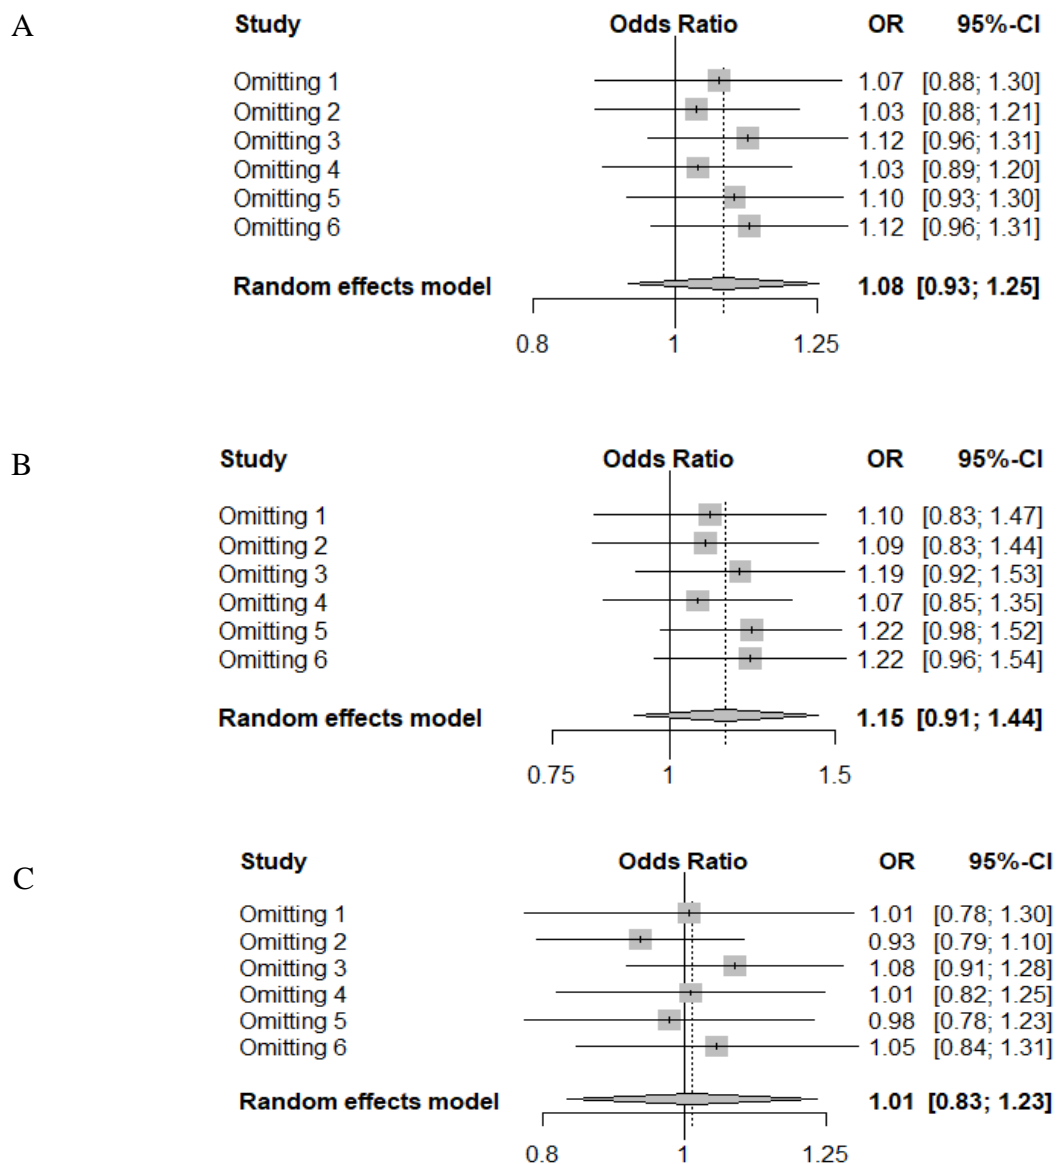 A
Study Odds Ratio OR 95%-CI
Omitting 1 1.07 [0.88; 1.30]
Omitting 2 1.03 [0.88; 1.21]
Omitting 3 1.12 [0.96; 1.31]
Omitting 4 1.03 [0.89; 1.20]
Omitting 5 1.10 [0.93; 1.30]
Omitting 6 1.12 [0.96; 1.31]
Random effects model 1.08 [0.93; 1.25]
0.8 1 1.25
B
Study Odds Ratio OR 95%-CI
Omitting 1 1.10 [0.83; 1.47]
Omitting 2 1.09 [0.83; 1.44]
Omitting 3 1.19 [0.92; 1.53]
Omitting 4 1.07 [0.85; 1.35]
Omitting 5 1.22 [0.98; 1.52]
Omitting 6 1.22 [0.96; 1.54]
Random effects model 1.15 [0.91; 1.44]
0.75 1 1.5
C
Study Odds Ratio OR 95%-CI
Omitting 1 1.01 [0.78; 1.30]
Omitting 2 0.93 [0.79; 1.10]
Omitting 3 1.08 [0.91; 1.28]
Omitting 4 1.01 [0.82; 1.25]
Omitting 5 0.98 [0.78; 1.23]
Omitting 6 1.05 [0.84; 1.31]
Random effects model 1.01 [0.83; 1.23]
0.8 1 1.25